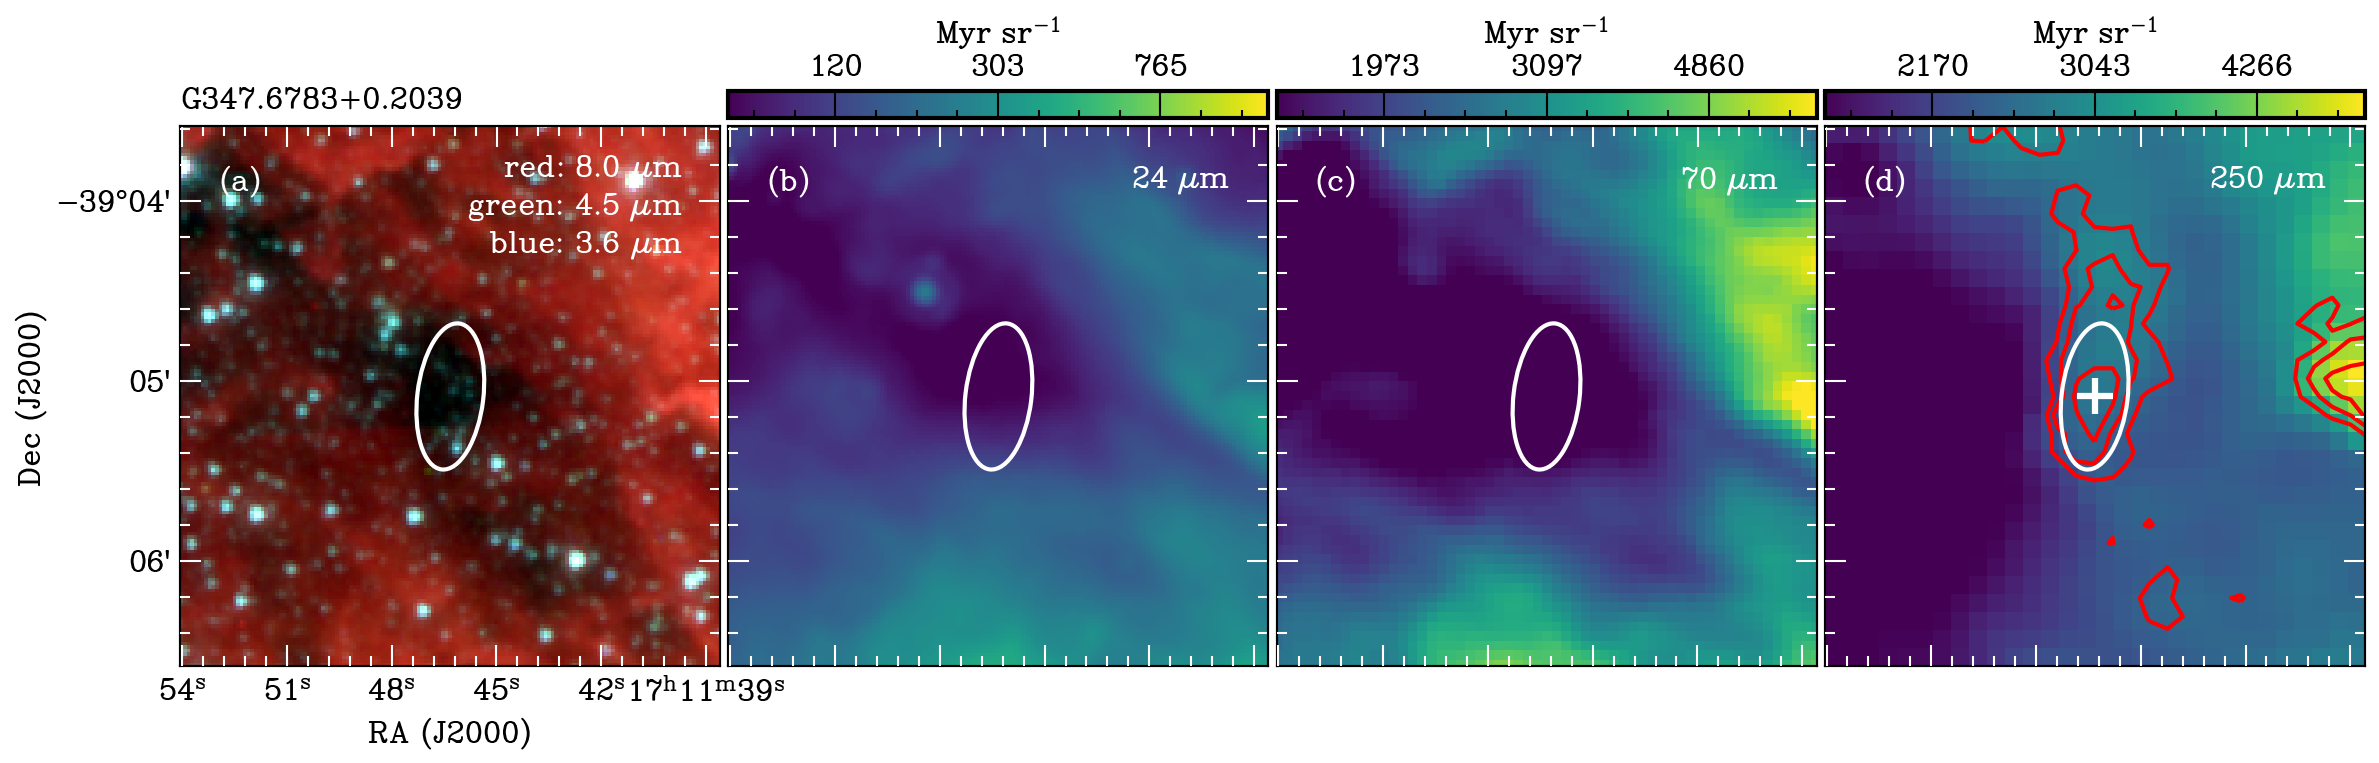 Myr sr⁻¹
Myr sr⁻¹
Myr sr⁻¹
120 303 765
1973 3097 4860
2170 3043 4266
G347.6783+0.2039
(a)
red: 8.0 μm
green: 4.5 μm
blue: 3.6 μm
(b)
24 μm
(c)
70 μm
(d)
250 μm
−39°04'
05'
06'
Dec (J2000)
54ˢ 51ˢ 48ˢ 45ˢ 42ˢ 17ʰ11ᵐ39ˢ
RA (J2000)